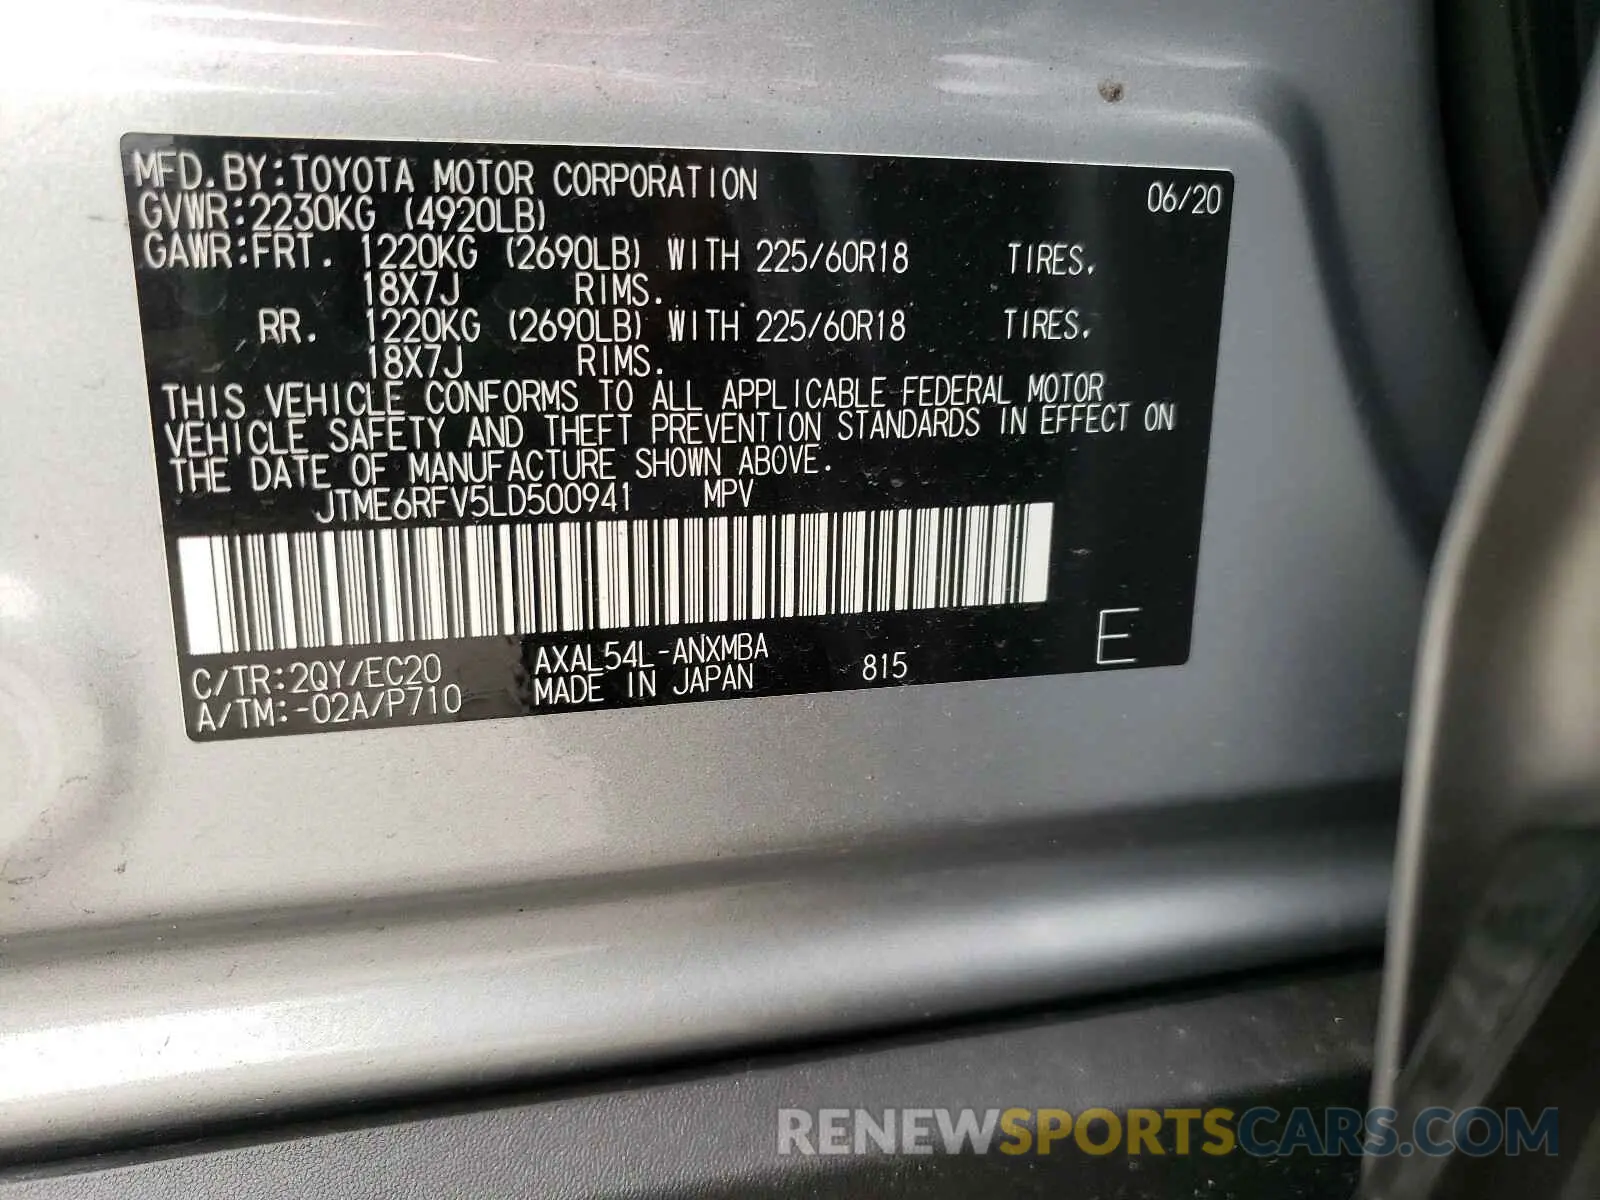 MFD.BY:TOYOTA MOTOR CORPORATION 06/20
GVWR:2230KG (4920LB)
GAWR:FRT. 1220KG (2690LB) WITH 225/60R18 TIRES.
18X7J RIMS.
RR. 1220KG (2690LB) WITH 225/60R18 TIRES.
18X7J RIMS.
THIS VEHICLE CONFORMS TO ALL APPLICABLE FEDERAL MOTOR
VEHICLE SAFETY AND THEFT PREVENTION STANDARDS IN EFFECT ON
THE DATE OF MANUFACTURE SHOWN ABOVE.
JTME6RFV5LD500941 MPV
C/TR:2QY/EC20 AXAL54L-ANXMBA 815 E
A/TM:-02A/P710 MADE IN JAPAN
RENEWSPORTSCARS.COM